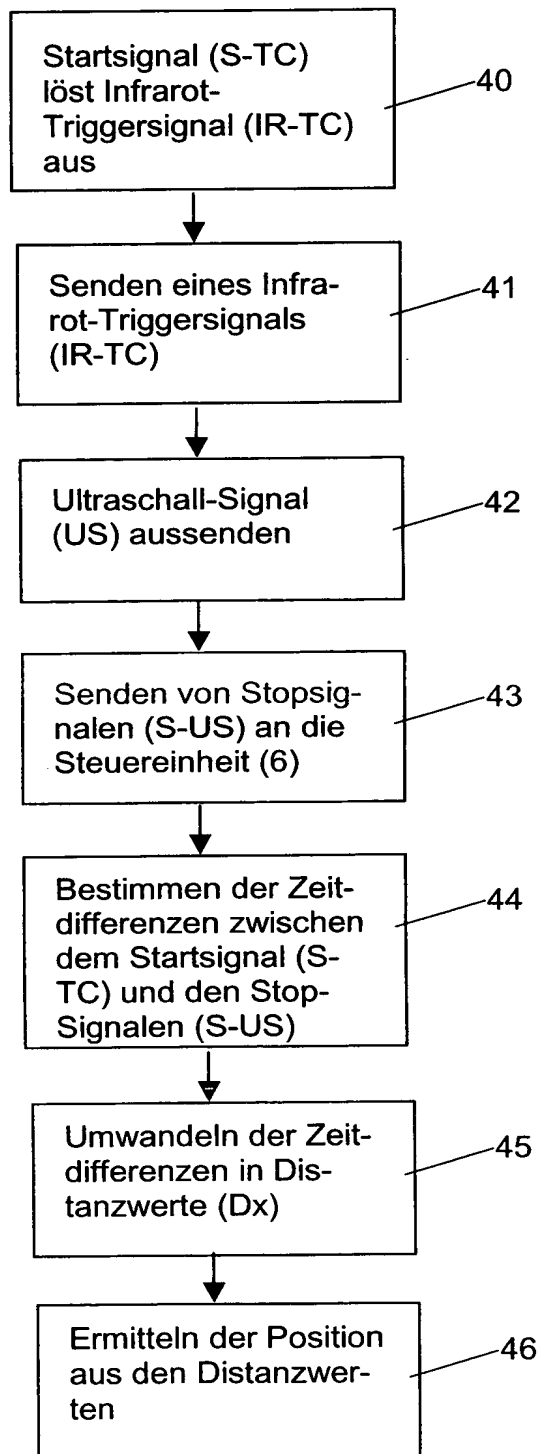 Startsignal (S-TC)
löst Infrarot-
Triggersignal (IR-TC)
aus
40
Senden eines Infra-
rot-Triggersignals
(IR-TC)
41
Ultraschall-Signal
(US) aussenden
42
Senden von Stopsig-
nalen (S-US) an die
Steuereinheit (6)
43
Bestimmen der Zeit-
differenzen zwischen
dem Startsignal (S-
TC) und den Stop-
Signalen (S-US)
44
Umwandeln der Zeit-
differenzen in Dis-
tanzwerte (Dx)
45
Ermitteln der Position
aus den Distanzwer-
ten
46